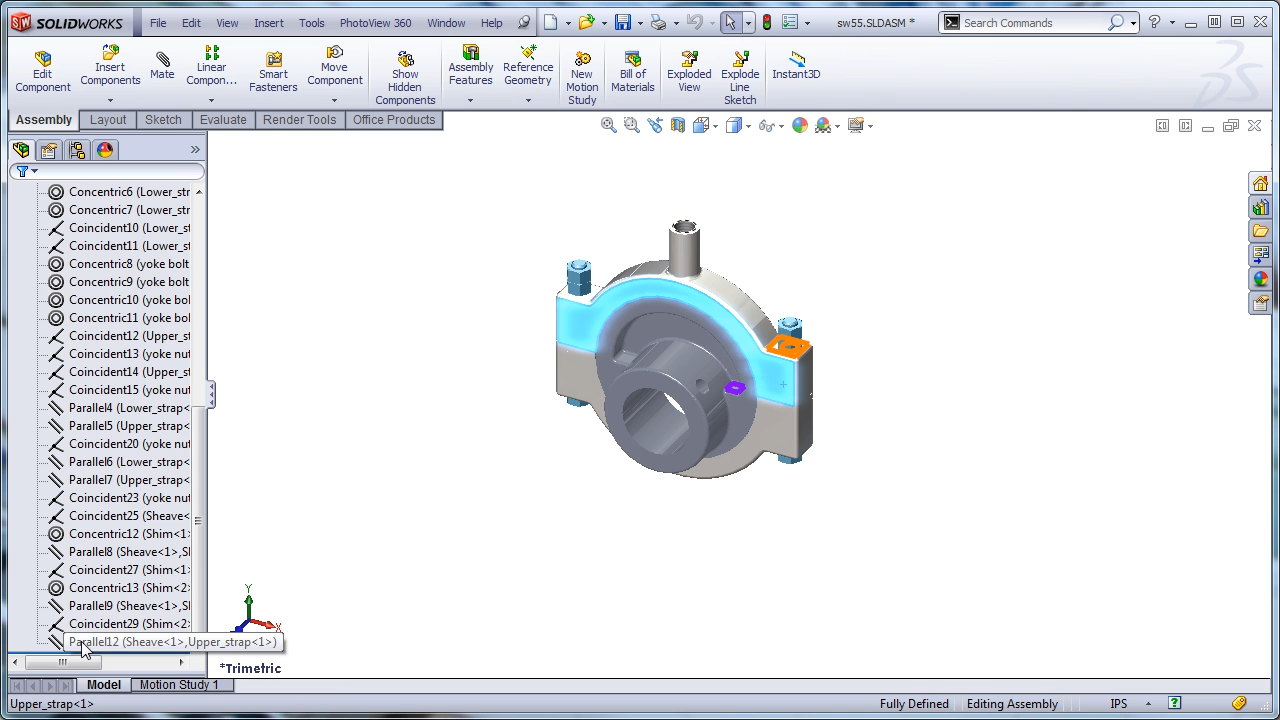 SOLIDWORKS File Edit View Insert Tools PhotoView 360 Window Help sw55.SLDASM * Search Commands
Edit Component
Insert Components
Mate
Linear Compon...
Smart Fasteners
Move Component
Show Hidden Components
Assembly Features
Reference Geometry
New Motion Study
Bill of Materials
Exploded View
Explode Line Sketch
Instant3D
Assembly Layout Sketch Evaluate Render Tools Office Products
Concentric6 (Lower_str
Concentric7 (Lower_str
Coincident10 (Lower_st
Coincident11 (Lower_st
Concentric8 (yoke bolt
Concentric9 (yoke bolt
Concentric10 (yoke bol
Concentric11 (yoke bol
Coincident12 (Upper_st
Coincident13 (yoke nut
Coincident14 (Upper_st
Coincident15 (yoke nut
Parallel4 (Lower_strap<
Parallel5 (Upper_strap<
Coincident20 (yoke nut
Parallel6 (Lower_strap<
Parallel7 (Upper_strap<
Coincident23 (yoke nut
Coincident25 (Sheave<
Concentric12 (Shim<1>
Parallel8 (Sheave<1>,Sl
Coincident27 (Shim<1>
Concentric13 (Shim<2>
Parallel9 (Sheave<1>,Sl
Coincident29 (Shim<2>
Parallel12 (Sheave<1>,Upper_strap<1>)
Y
X
*Trimetric
Model Motion Study 1
Upper_strap<1> Fully Defined Editing Assembly IPS